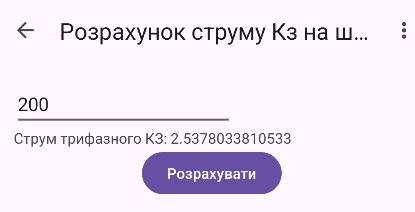 Розрахунок струму Кз на ш...
200
Струм трифазного КЗ: 2.5378033810533
Розрахувати